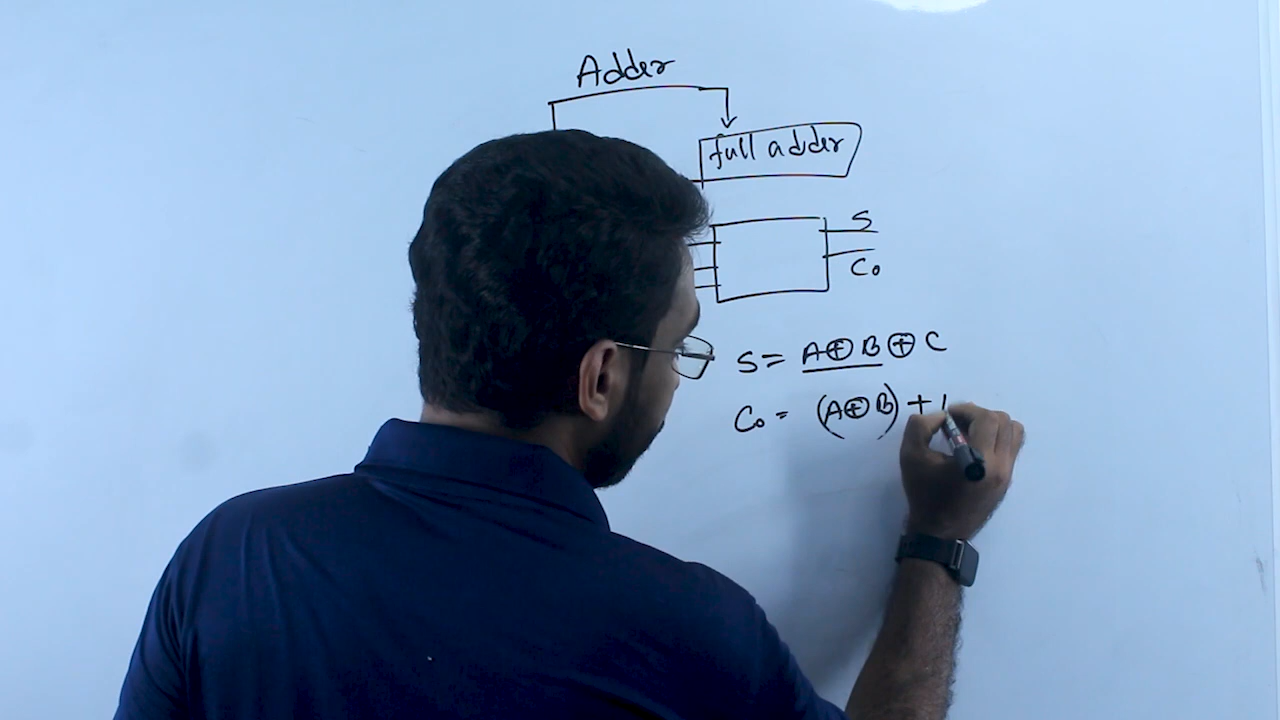 Adder
full adder
S
Co
S = A⊕B⊕C
Co = (A⊕B) +